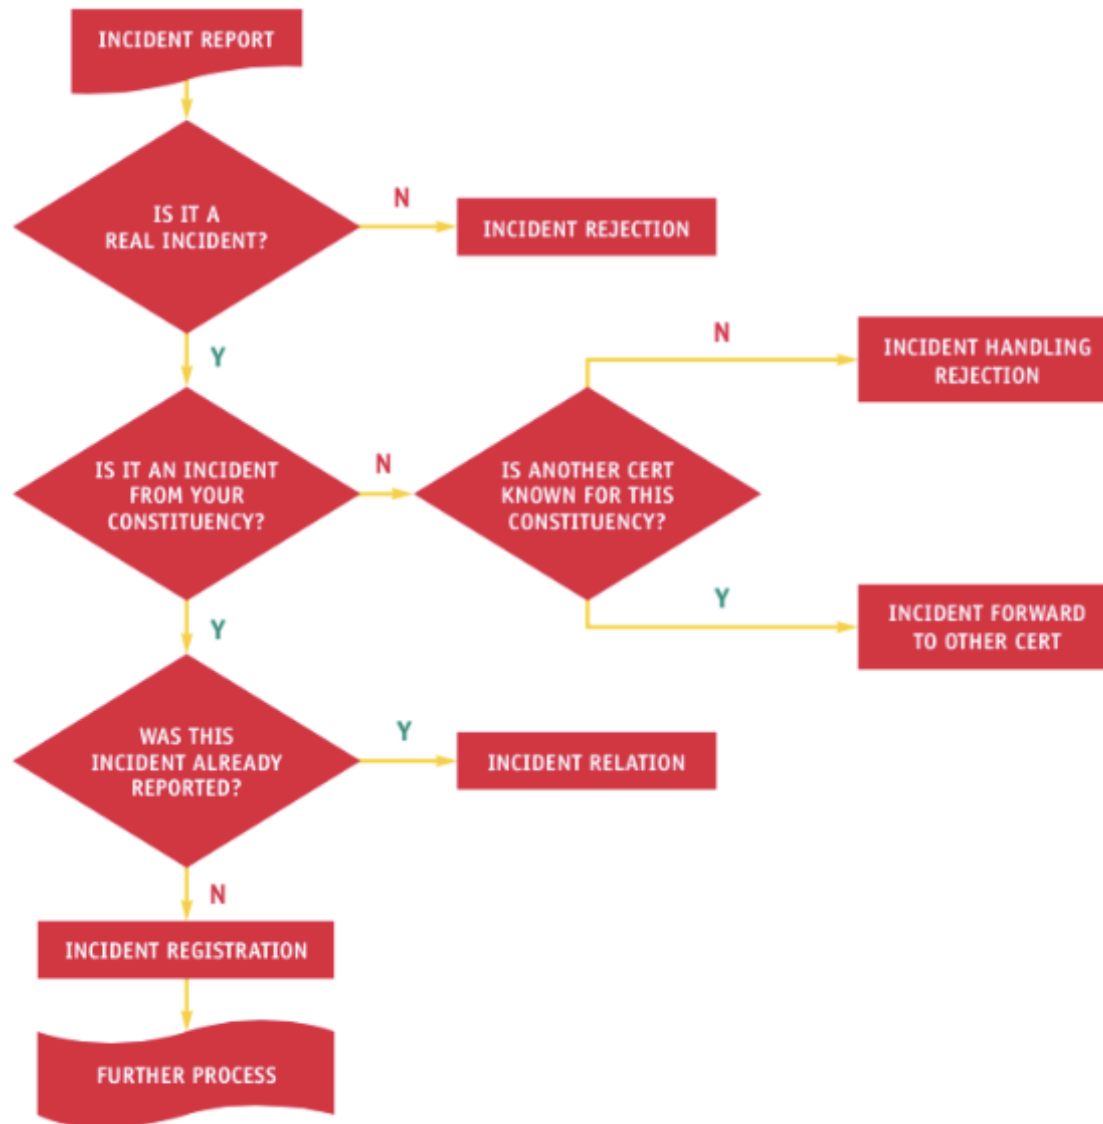 INCIDENT REPORT
IS IT A
REAL INCIDENT?
N
INCIDENT REJECTION
Y
IS IT AN INCIDENT
FROM YOUR
CONSTITUENCY?
N
IS ANOTHER CERT
KNOWN FOR THIS
CONSTITUENCY?
N
INCIDENT HANDLING
REJECTION
Y
INCIDENT FORWARD
TO OTHER CERT
Y
WAS THIS
INCIDENT ALREADY
REPORTED?
Y
INCIDENT RELATION
N
INCIDENT REGISTRATION
FURTHER PROCESS